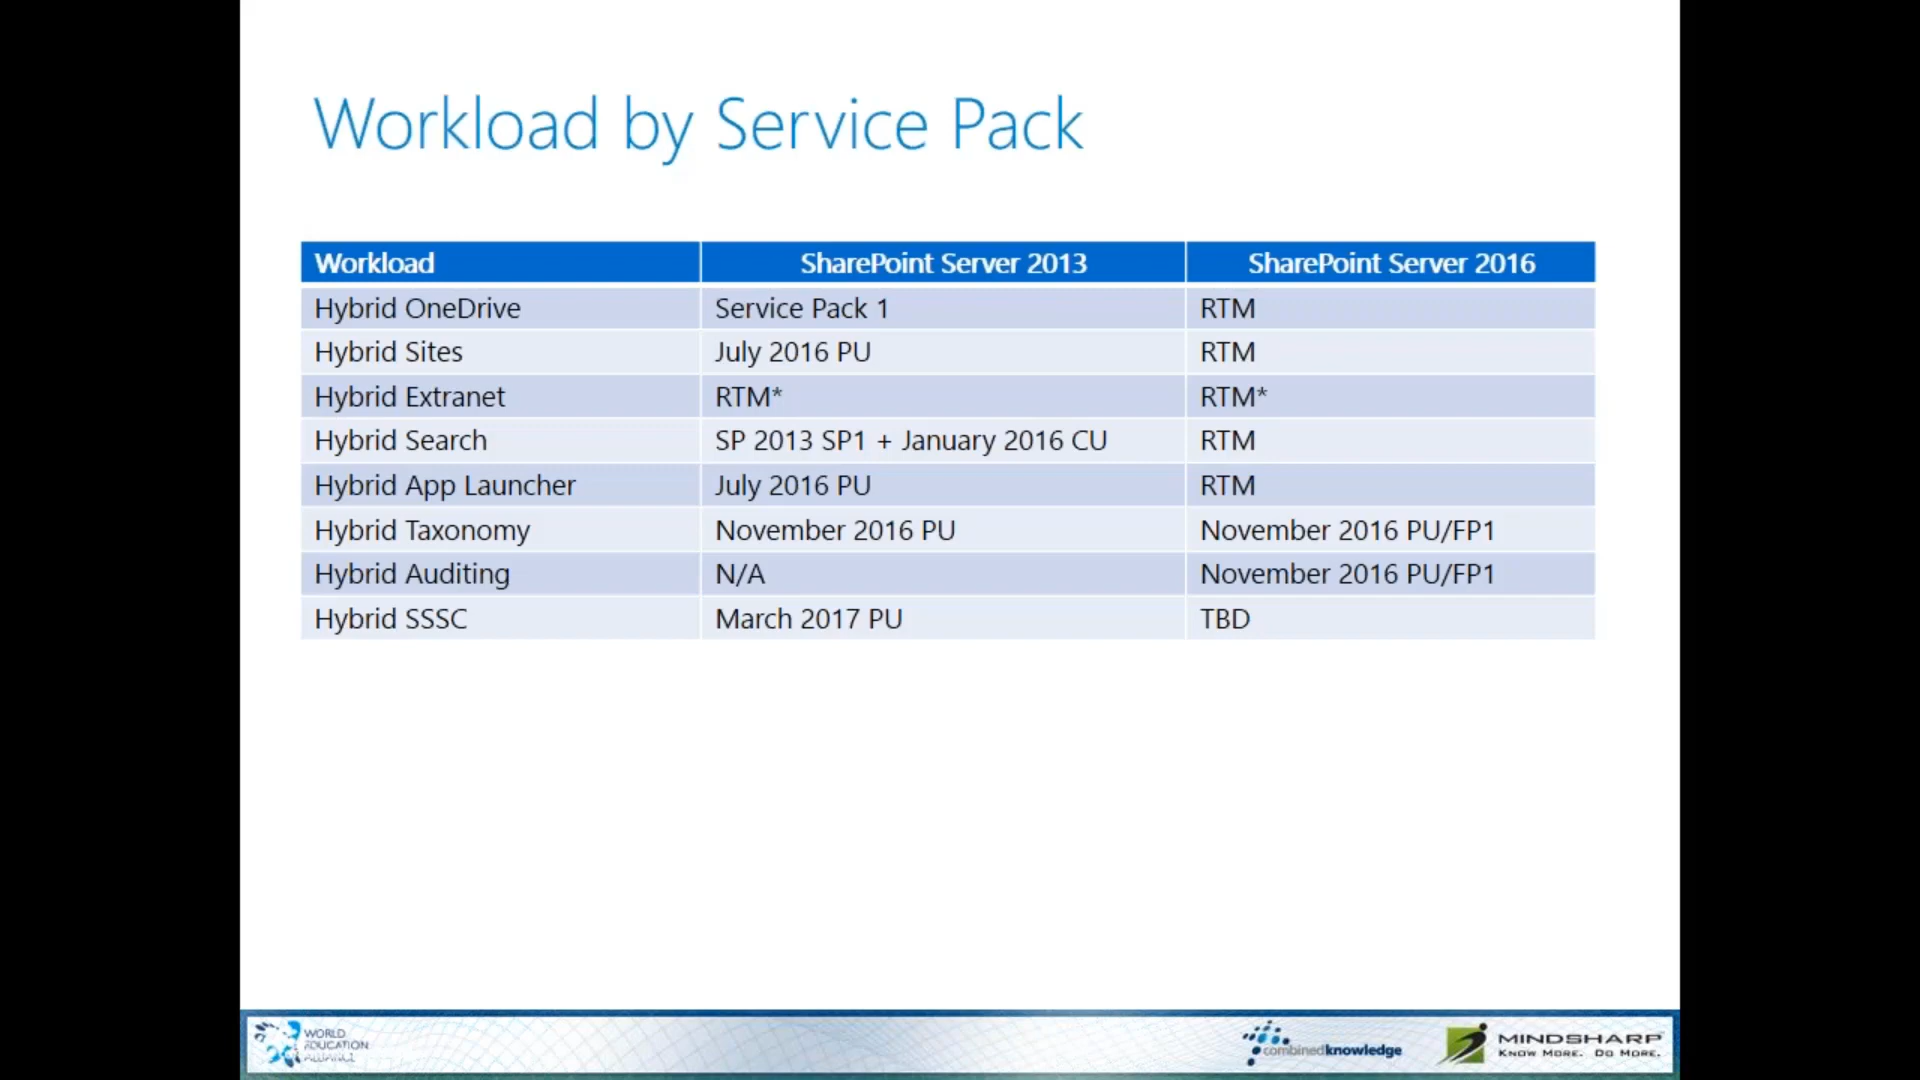 Workload by Service Pack
Workload SharePoint Server 2013 SharePoint Server 2016
Hybrid OneDrive Service Pack 1 RTM
Hybrid Sites July 2016 PU RTM
Hybrid Extranet RTM* RTM*
Hybrid Search SP 2013 SP1 + January 2016 CU RTM
Hybrid App Launcher July 2016 PU RTM
Hybrid Taxonomy November 2016 PU November 2016 PU/FP1
Hybrid Auditing N/A November 2016 PU/FP1
Hybrid SSSC March 2017 PU TBD
WORLD
EDUCATION
ALLIANCE
combinedknowledge
MINDSHARP
KNOW MORE. DO MORE.